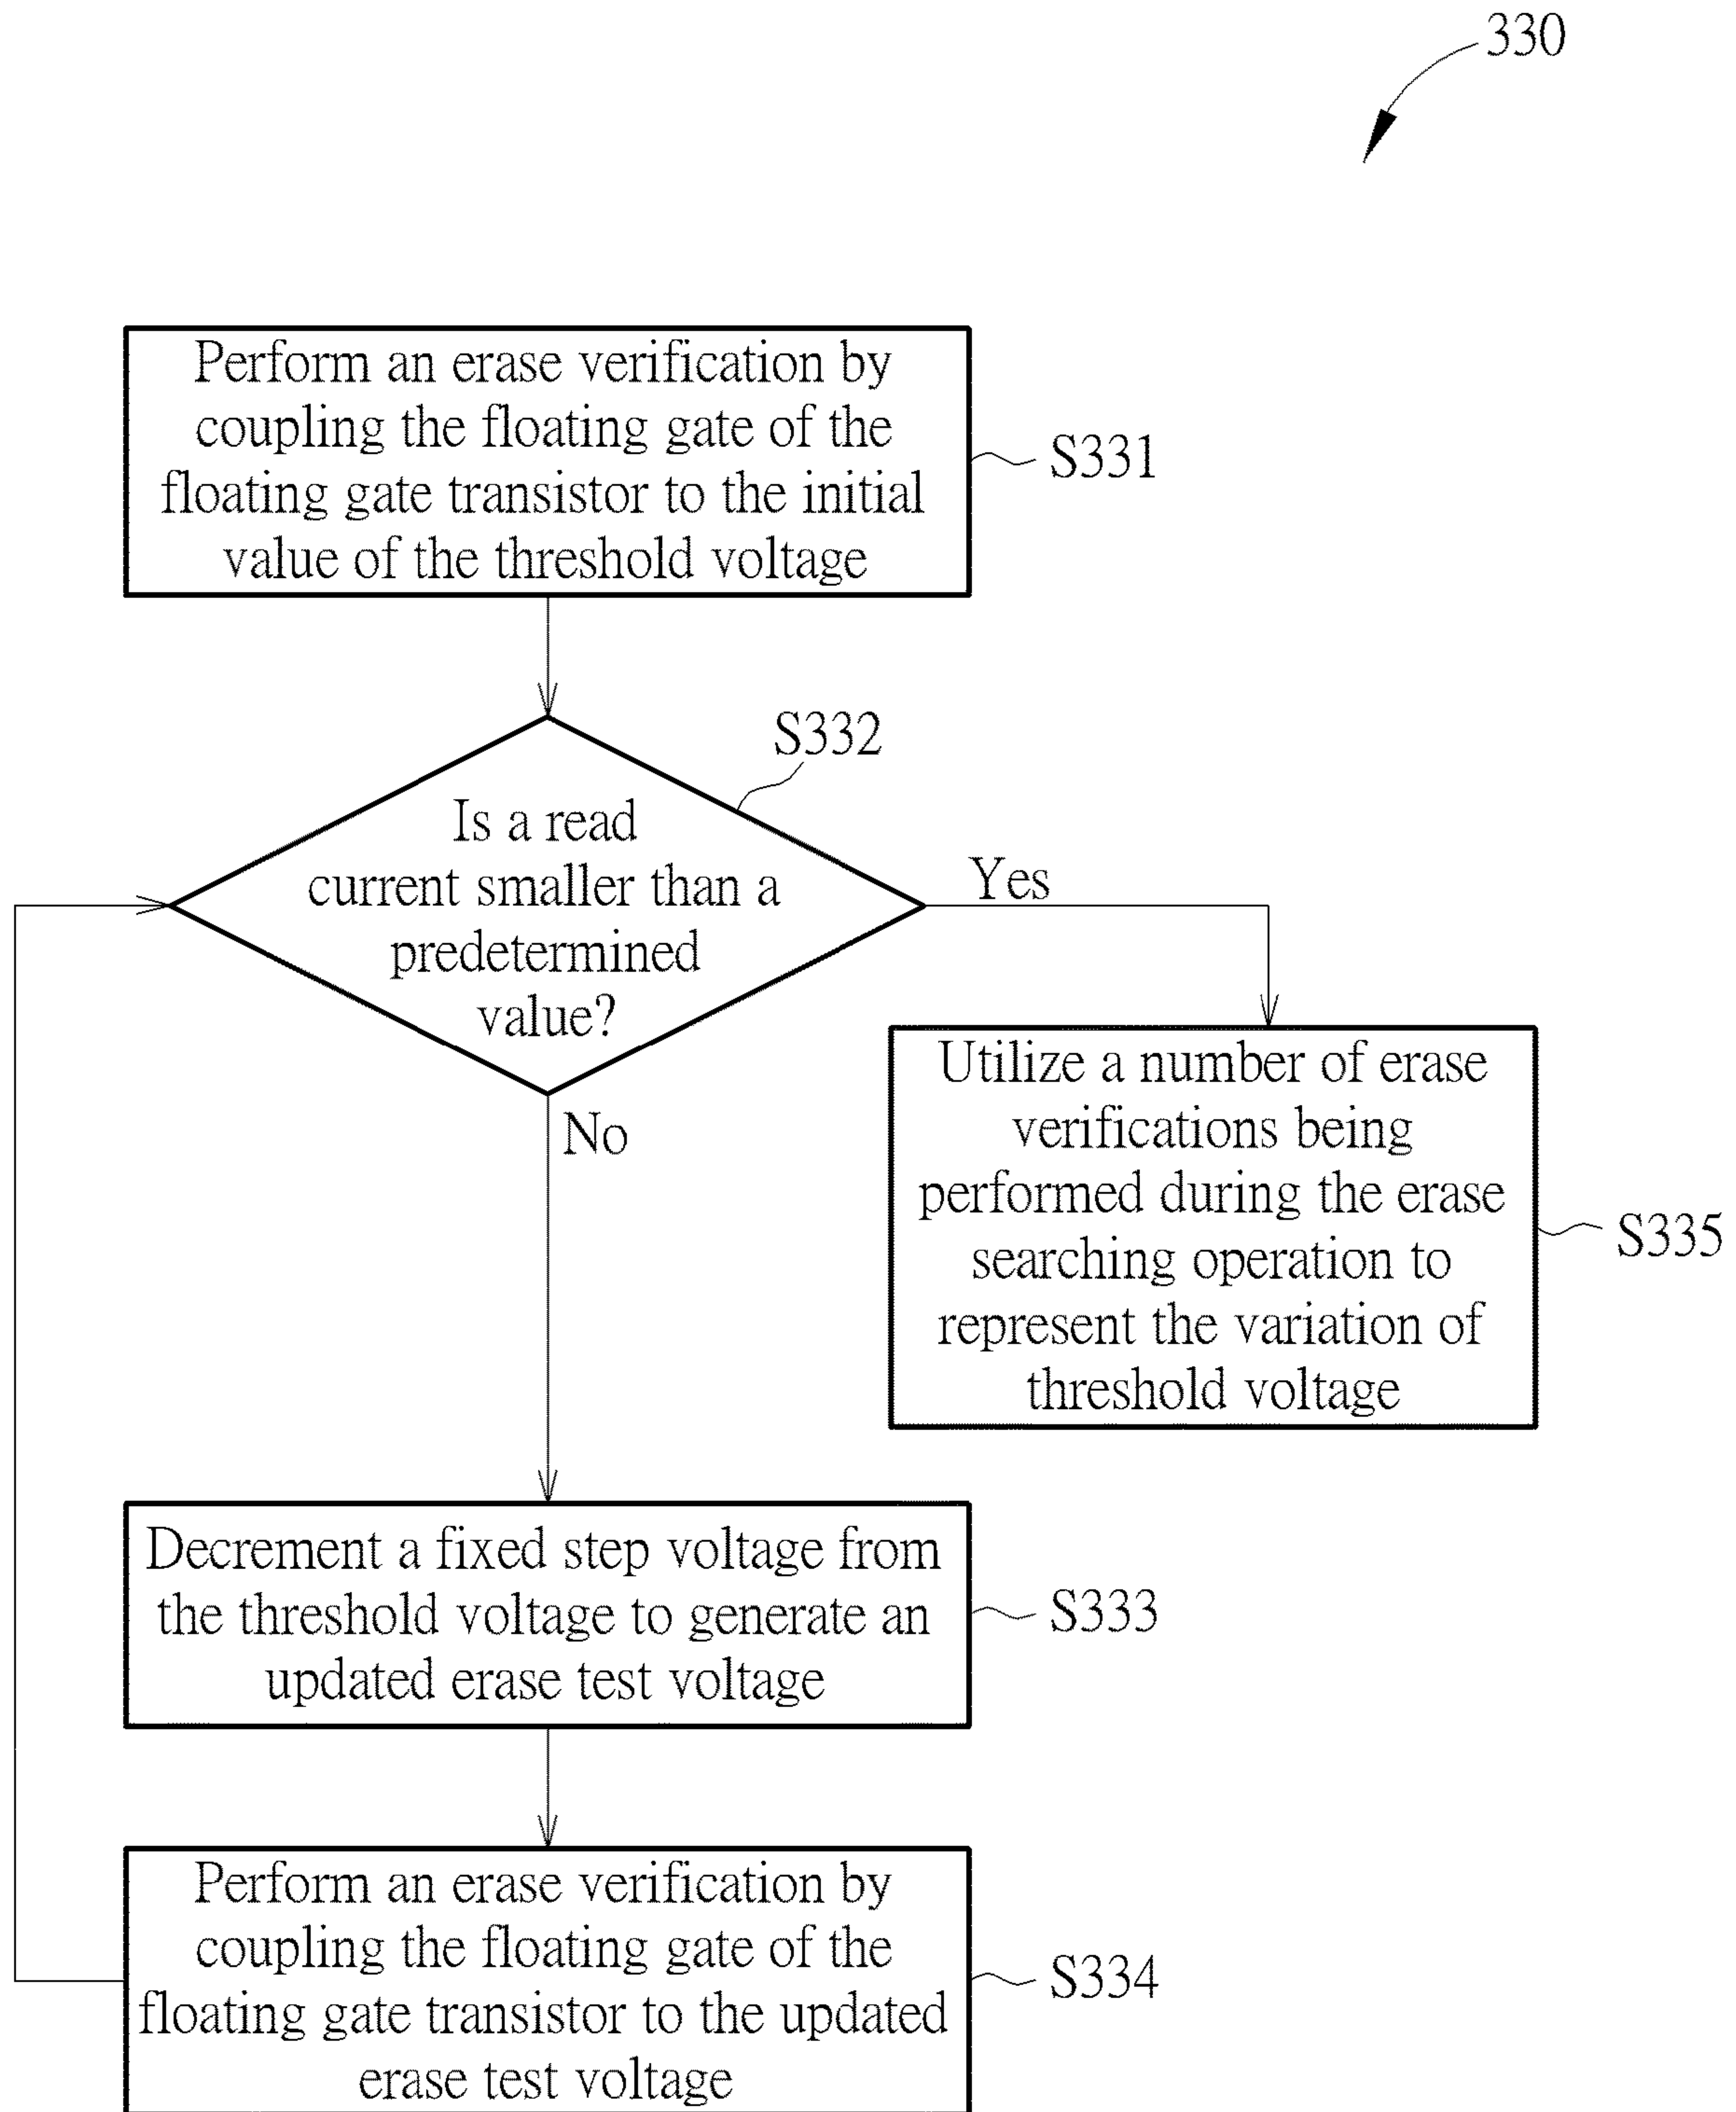 330
Perform an erase verification by
coupling the floating gate of the
floating gate transistor to the initial
value of the threshold voltage
S331
S332
Is a read
current smaller than a
predetermined
value?
Yes
No
Utilize a number of erase
verifications being
performed during the erase
searching operation to
represent the variation of
threshold voltage
S335
Decrement a fixed step voltage from
the threshold voltage to generate an
updated erase test voltage
S333
Perform an erase verification by
coupling the floating gate of the
floating gate transistor to the updated
erase test voltage
S334